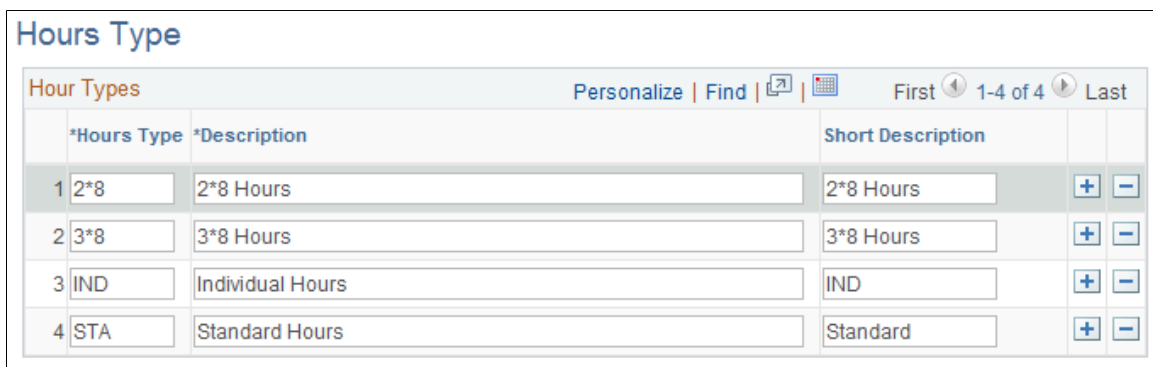 Hours Type
Hour Types Personalize | Find | | First 1-4 of 4 Last
*Hours Type *Description Short Description
1 2*8 2*8 Hours 2*8 Hours
2 3*8 3*8 Hours 3*8 Hours
3 IND Individual Hours IND
4 STA Standard Hours Standard